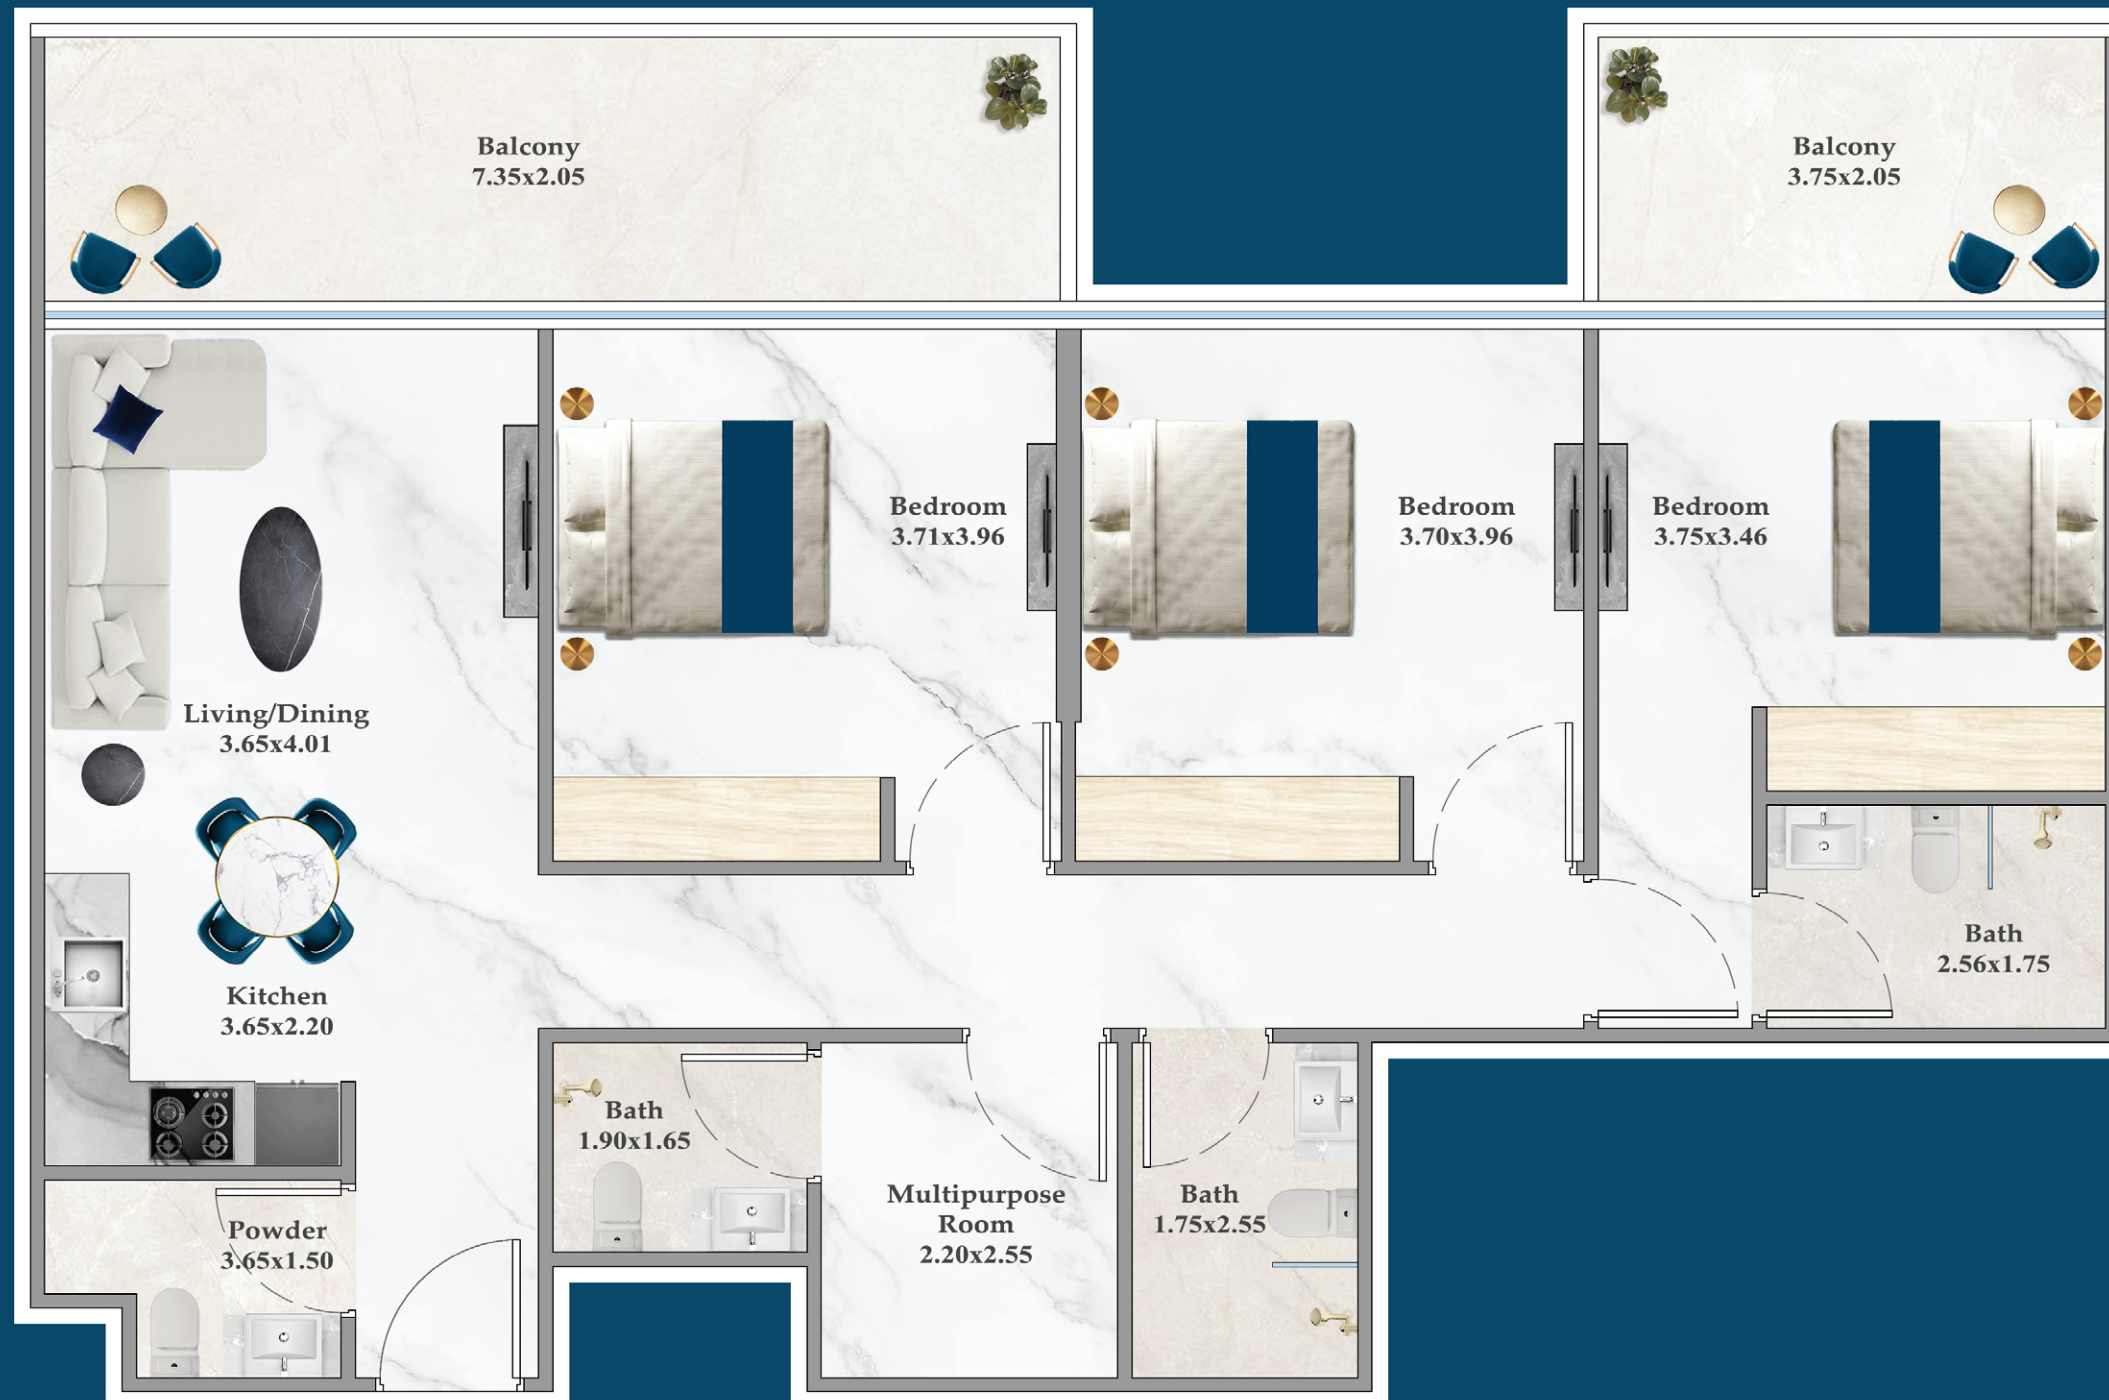 Balcony
7.35x2.05
Balcony
3.75x2.05
Bedroom
3.71x3.96
Bedroom
3.70x3.96
Bedroom
3.75x3.46
Living/Dining
3.65x4.01
Bath
2.56x1.75
Kitchen
3.65x2.20
Bath
1.90x1.65
Multipurpose
Room
2.20x2.55
Bath
1.75x2.55
Powder
3.65x1.50